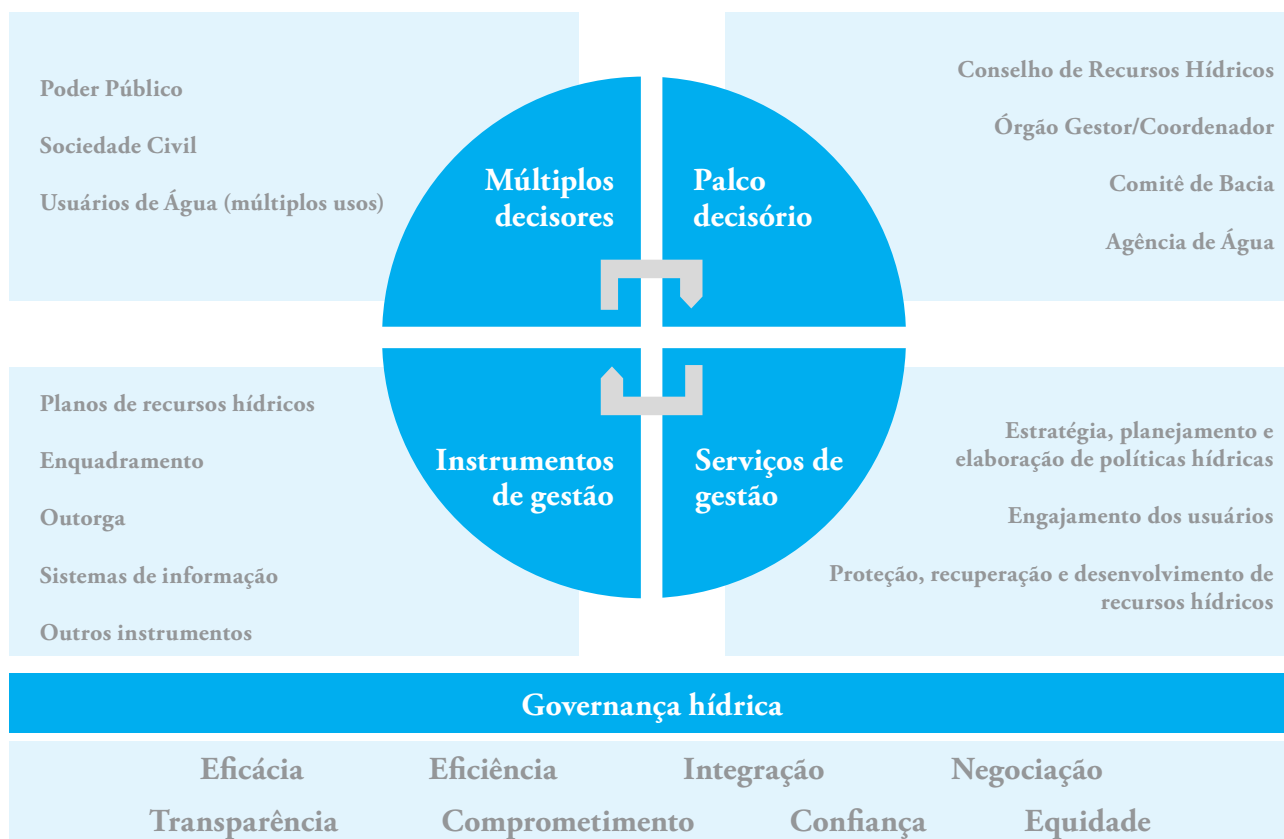 Poder Público
Sociedade Civil
Usuários de Água (múltiplos usos)
Múltiplos
decisores
Palco
decisório
Conselho de Recursos Hídricos
Órgão Gestor/Coordenador
Comitê de Bacia
Agência de Água
Planos de recursos hídricos
Enquadramento
Outorga
Sistemas de informação
Outros instrumentos
Instrumentos
de gestão
Serviços de
gestão
Estratégia, planejamento e
elaboração de políticas hídricas
Engajamento dos usuários
Proteção, recuperação e desenvolvimento de
recursos hídricos
Governança hídrica
Eficácia Eficiência Integração Negociação
Transparência Comprometimento Confiança Equidade